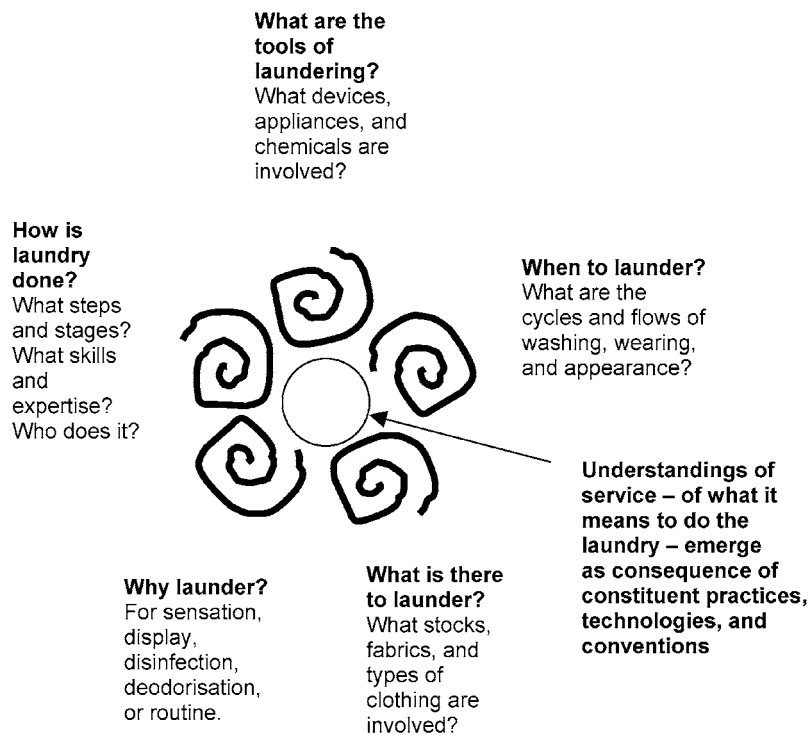 What are the
tools of
laundering?
What devices,
appliances, and
chemicals are
involved?
How is
laundry
done?
What steps
and stages?
What skills
and
expertise?
Who does it?
When to launder?
What are the
cycles and flows of
washing, wearing,
and appearance?
Understandings of
service – of what it
means to do the
laundry – emerge
as consequence of
constituent practices,
technologies, and
conventions
Why launder?
For sensation,
display,
disinfection,
deodorisation,
or routine.
What is there
to launder?
What stocks,
fabrics, and
types of
clothing are
involved?